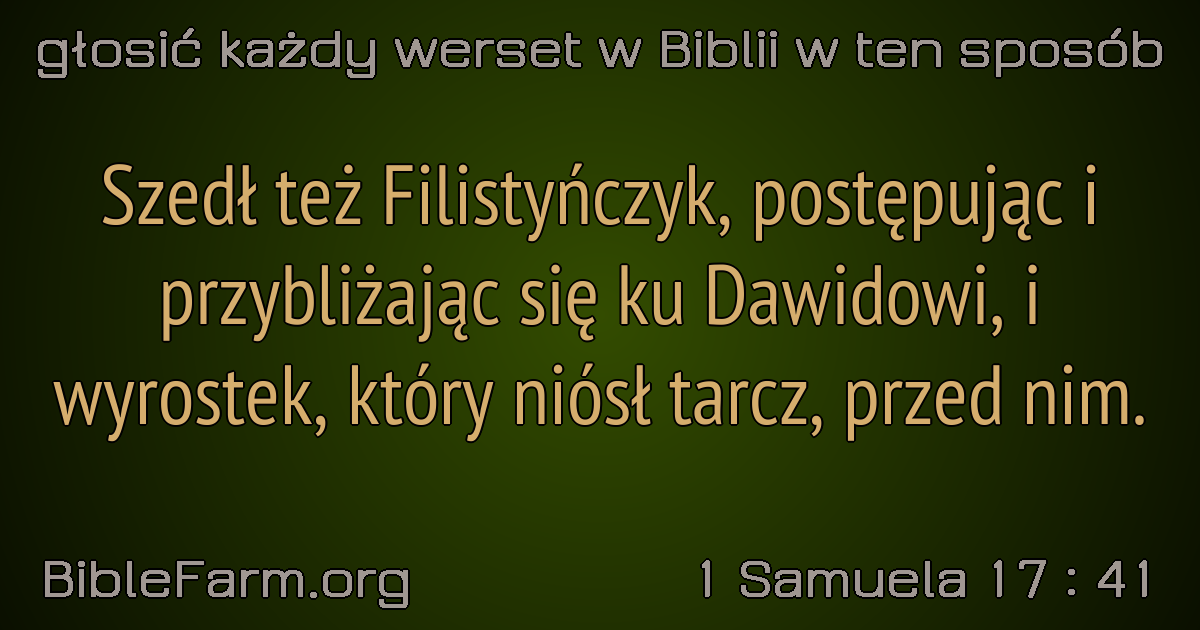 głosić każdy werset w Biblii w ten sposób
Szedł też Filistyńczyk, postępując i
przybliżając się ku Dawidowi, i
wyrostek, który niósł tarcz, przed nim.
BibleFarm.org
1 Samuela 17 : 41